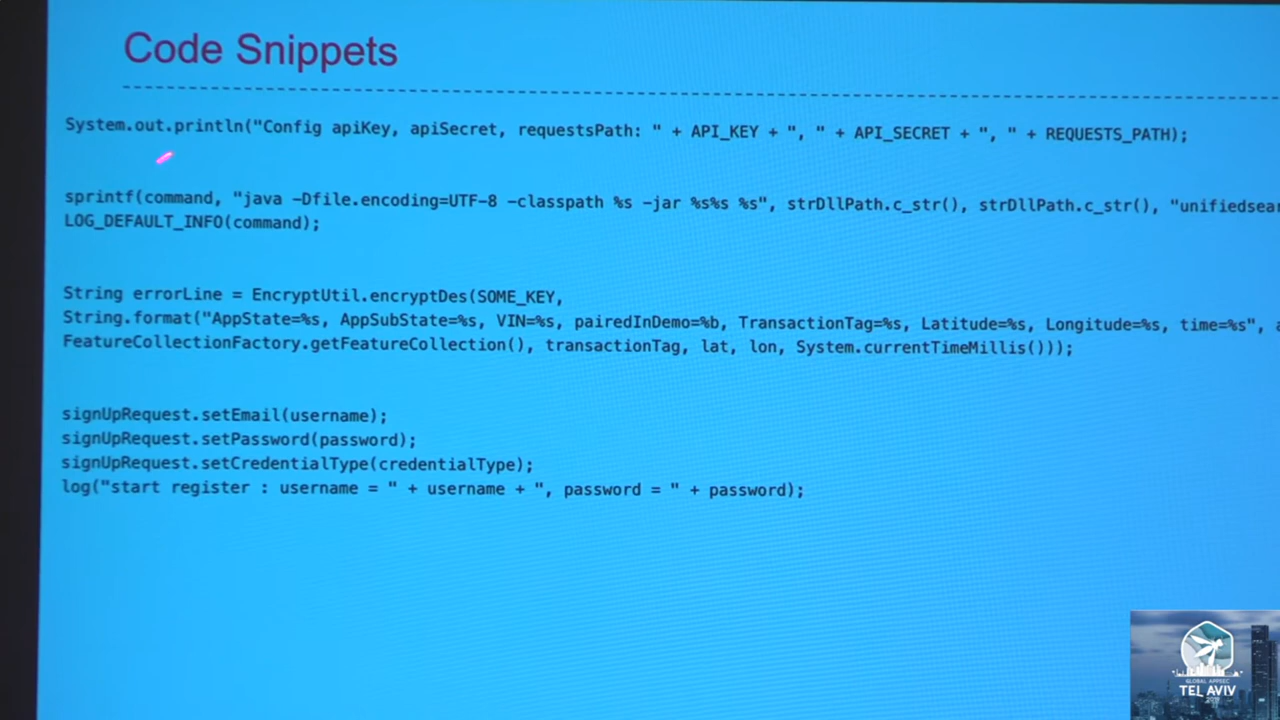 Code Snippets
System.out.println("Config apiKey, apiSecret, requestsPath: " + API_KEY + ", " + API_SECRET + ", " + REQUESTS_PATH);
sprintf(command, "java -Dfile.encoding=UTF-8 -classpath %s -jar %s%s %s", strDllPath.c_str(), strDllPath.c_str(),
LOG_DEFAULT_INFO(command);
String errorLine = EncryptUtil.encryptDes(SOME_KEY,
String.format("AppState=%s, AppSubState=%s, VIN=%s, pairedInDemo=%b, TransactionTag=%s, Latitude=%s, Longitude=%s, time=%s",
FeatureCollectionFactory.getFeatureCollection(), transactionTag, lat, lon, System.currentTimeMillis()));
signUpRequest.setEmail(username);
signUpRequest.setPassword(password);
signUpRequest.setCredentialType(credentialType);
log("start register : username = " + username + ", password = " + password);
GLOBAL APPSEC
TEL AVIV